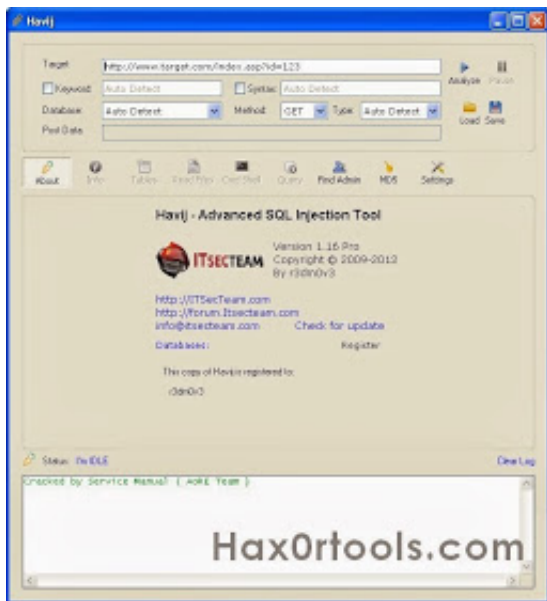 Havij
Target
http://www.target.com/index.asp?id=123
Analyze
Pause
Keyword:
Auto Detect
Syntax:
Auto Detect
Database:
Auto Detect
Method:
GET
Type:
Auto Detect
Load
Save
Post Data
About
Info
Tables
Read Files
Cmd Shell
Query
Find Admin
MD5
Settings
Havij - Advanced SQL Injection Tool
ITSECTEAM
Version 1.16 Pro
Copyright © 2009-2012
By r3dm0v3
http://ITSecTeam.com
http://forum.Itsecteam.com
info@itsecteam.com
Check for update
Databases:
Register
This copy of Havij is registered to:
r3dm0v3
Status: I'm IDLE
Clear Log
Cracked by Service Manual ( AoRE Team )
Hax0rtools.com